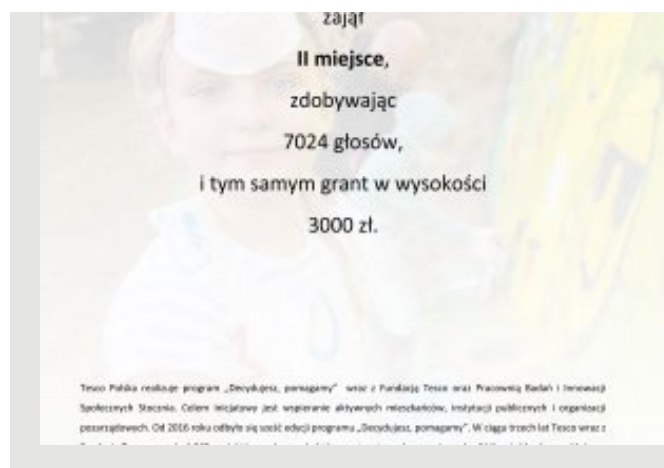 zajął
II miejsce,
zdobywając
7024 głosów,
i tym samym grant w wysokości
3000 zł.
Tesco Polska realizuje program „Decydujesz, pomagamy” wraz z Fundacją Tesco oraz Pracownią Badań i Innowacji
Społecznych Stocznia. Celem inicjatywy jest wspieranie aktywnych mieszkańców, instytucji publicznych i organizacji
pozarządowych. Od 2016 roku odbyło się sześć edycji programu „Decydujesz, pomagamy”. W ciągu trzech lat Tesco wraz z